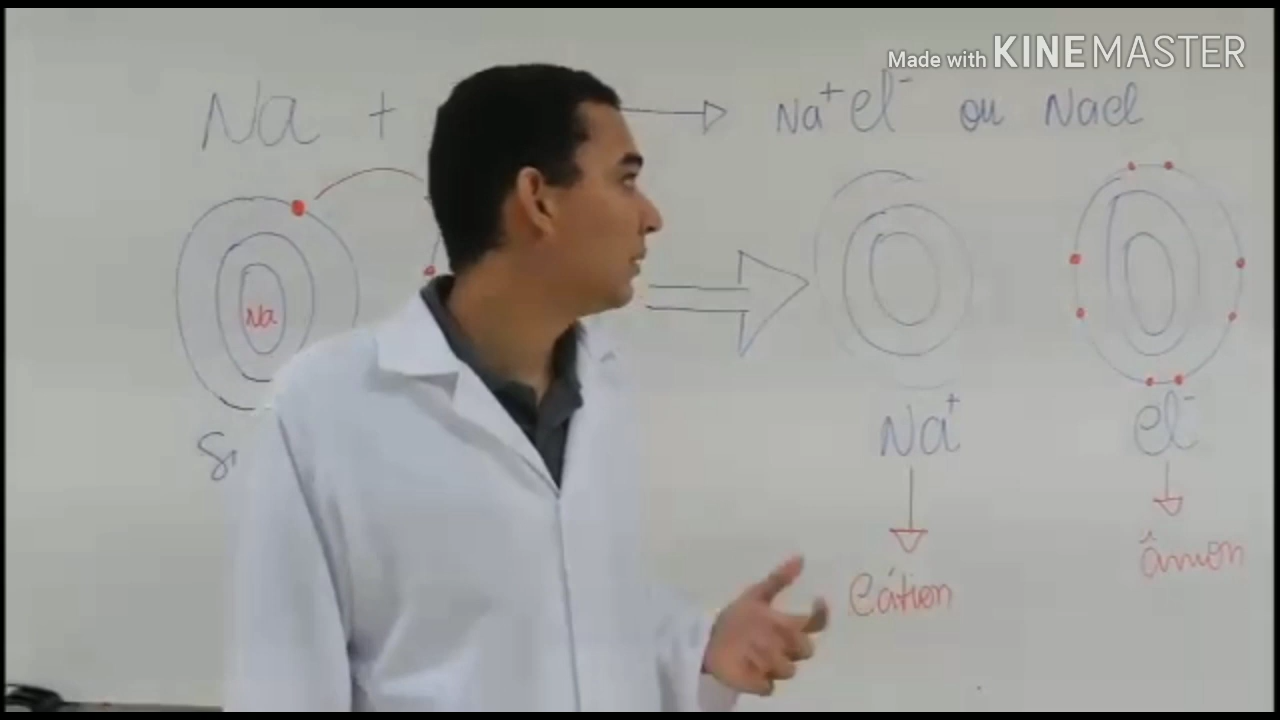 Made with KINEMASTER
Na + → Na⁺Cl⁻ ou NaCl
Na
Na⁺ Cl⁻
Cátion ânion